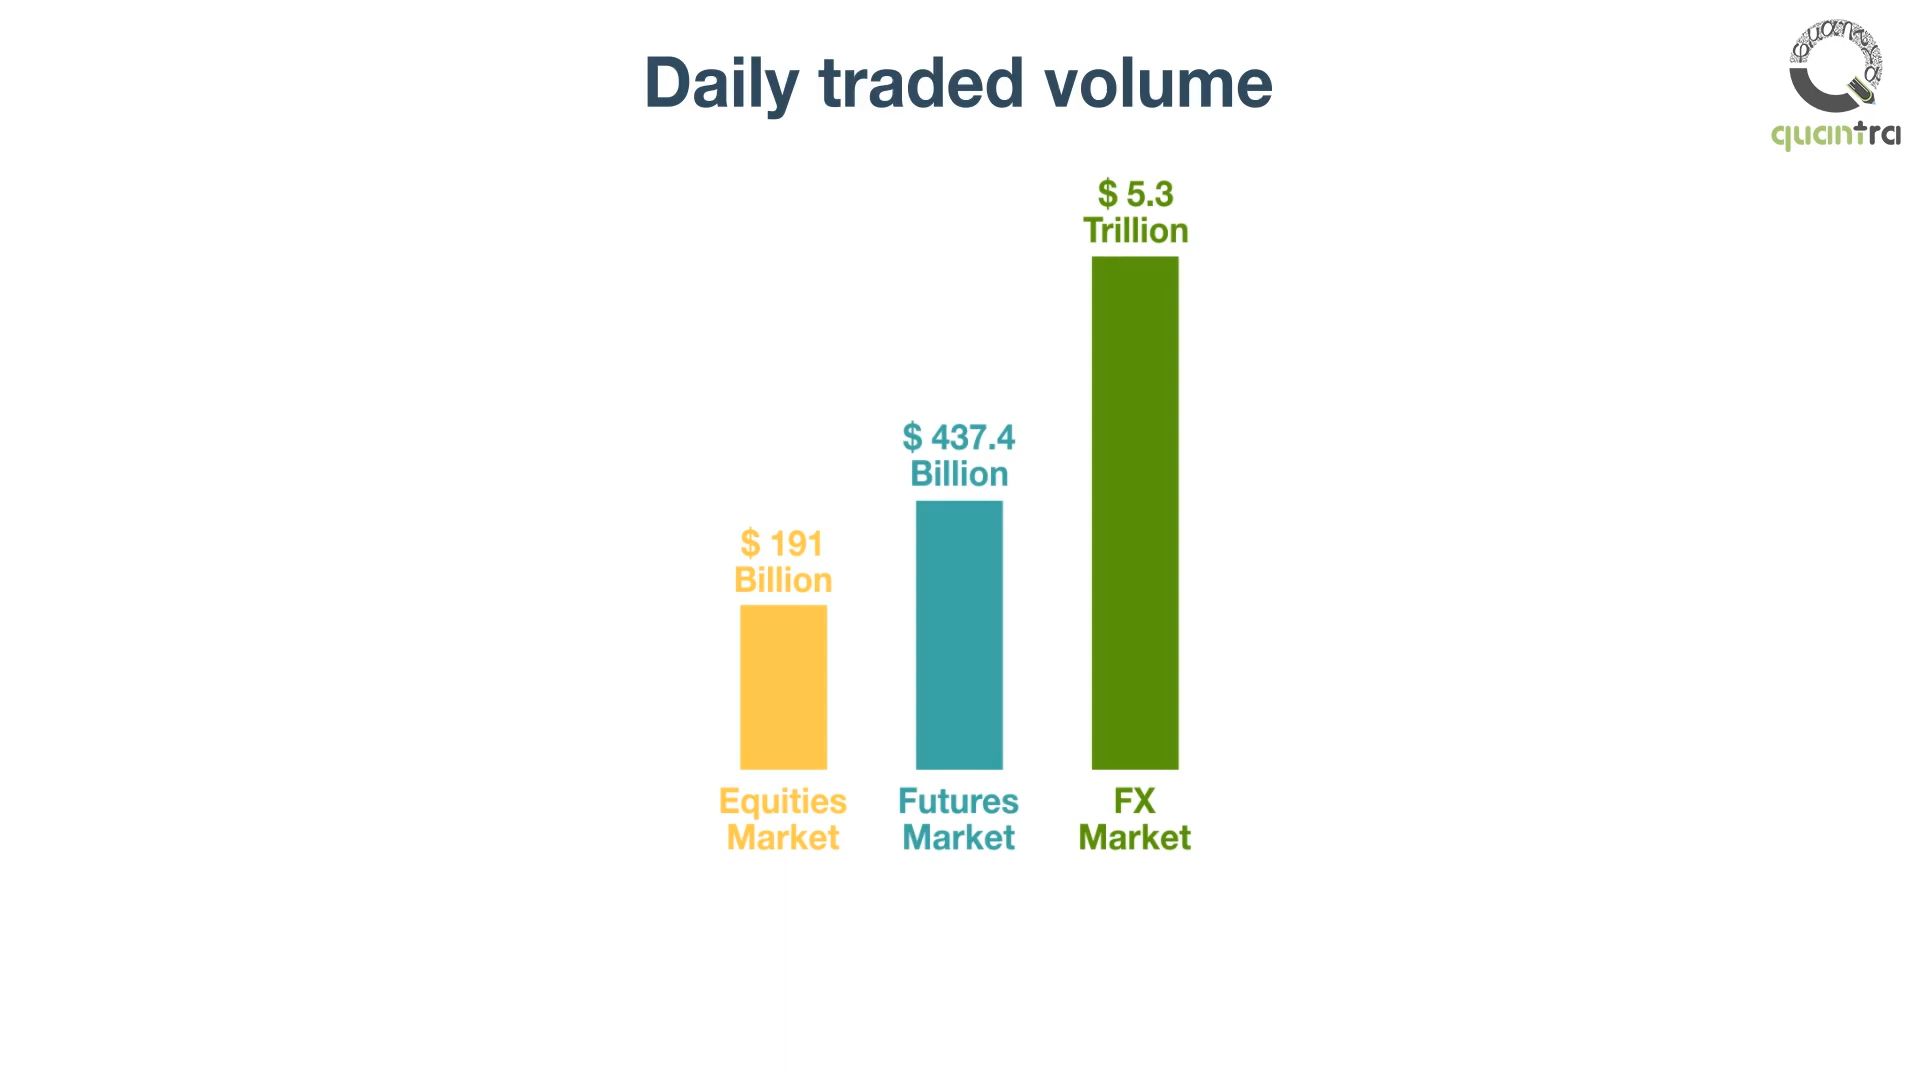 Daily traded volume
quantra
$ 5.3
Trillion
$ 437.4
Billion
$ 191
Billion
Equities
Market
Futures
Market
FX
Market